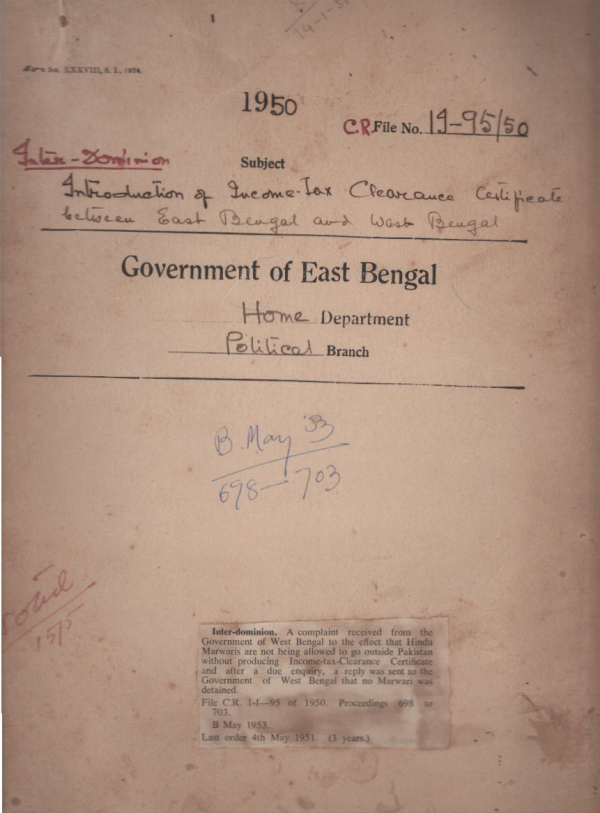 1950
C.R. File No. 1I-95/50
Inter-Dominion
Subject
Introduction of Income-Tax Clearance Certificate
between East Bengal and West Bengal
Government of East Bengal
Home Department
Political Branch
B. May '53
698-703
15/5
Inter-dominion. A complaint received from the
Government of West Bengal to the effect that Hindu
Marwaris are not being allowed to go outside Pakistan
without producing Income-tax-Clearance Certificate
and after a due enquiry, a reply was sent to the
Government of West Bengal that no Marwari was
detained.
File C.R. 1-I—95 of 1950. Proceedings 698 to
703.
B May 1953.
Last order 4th May 1951. (3 years.)